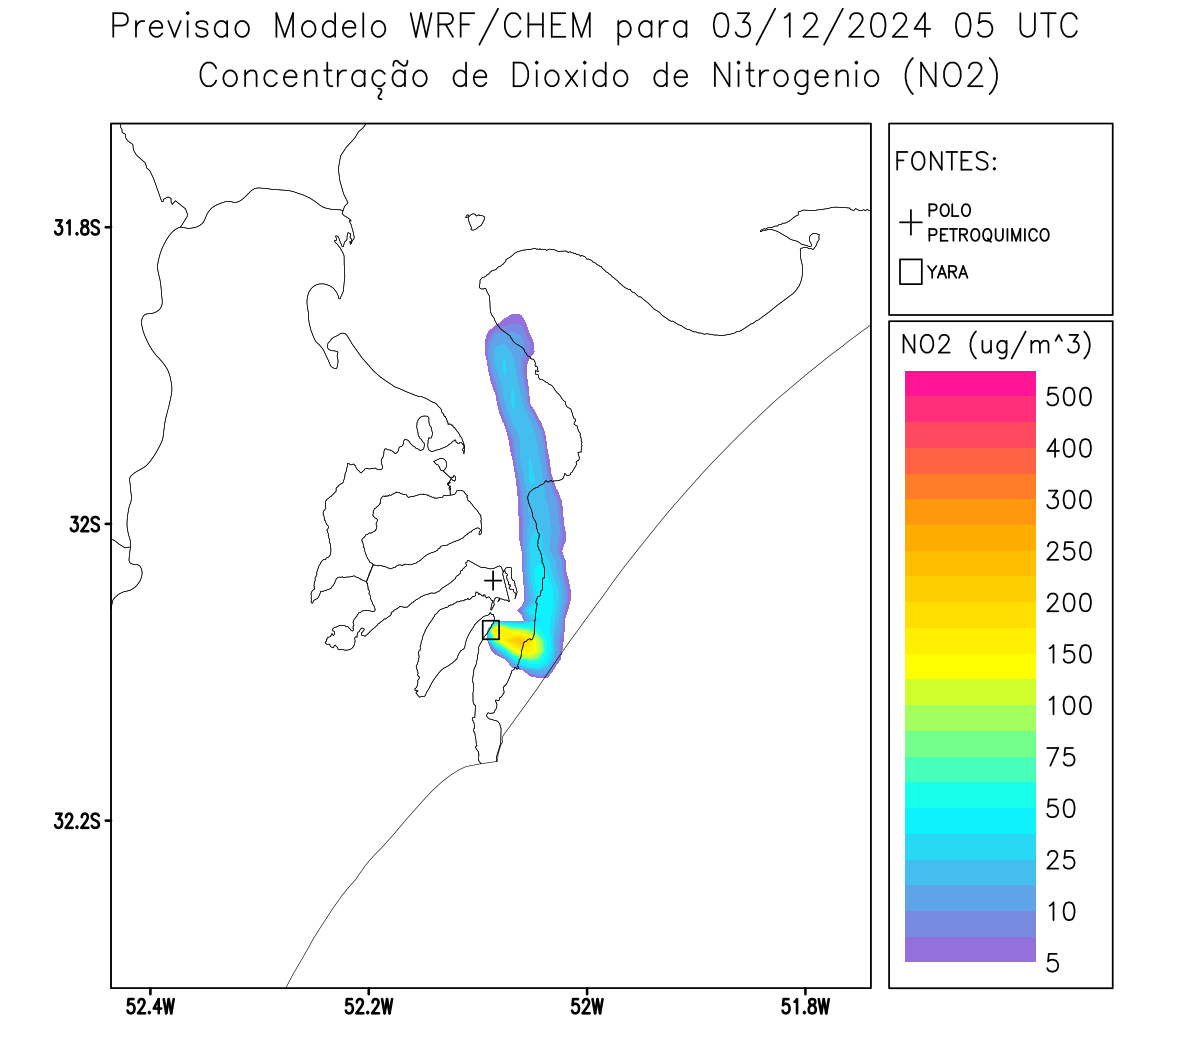 Previsao Modelo WRF/CHEM para 03/12/2024 05 UTC
Concentração de Dioxido de Nitrogenio (NO2)
FONTES:
POLO
PETROQUIMICO
YARA
NO2 (ug/m^3)
500
400
300
250
200
150
100
75
50
25
10
5
31.8S
32S
32.2S
52.4W
52.2W
52W
51.8W